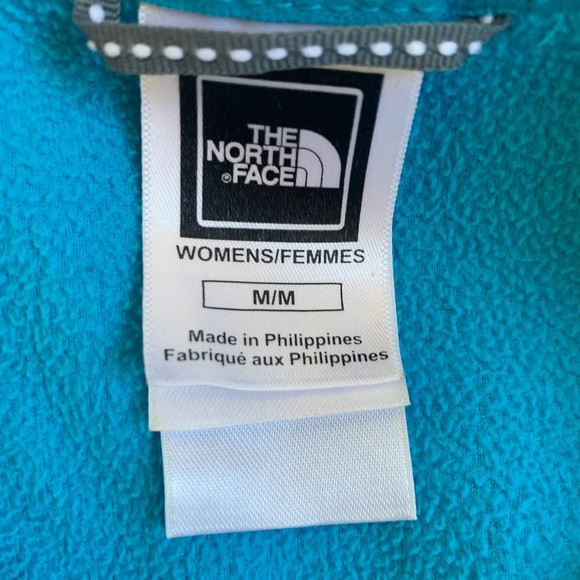 THE
NORTH
®FACE
WOMENS/FEMMES
M/M
Made in Philippines
Fabriqué aux Philippines